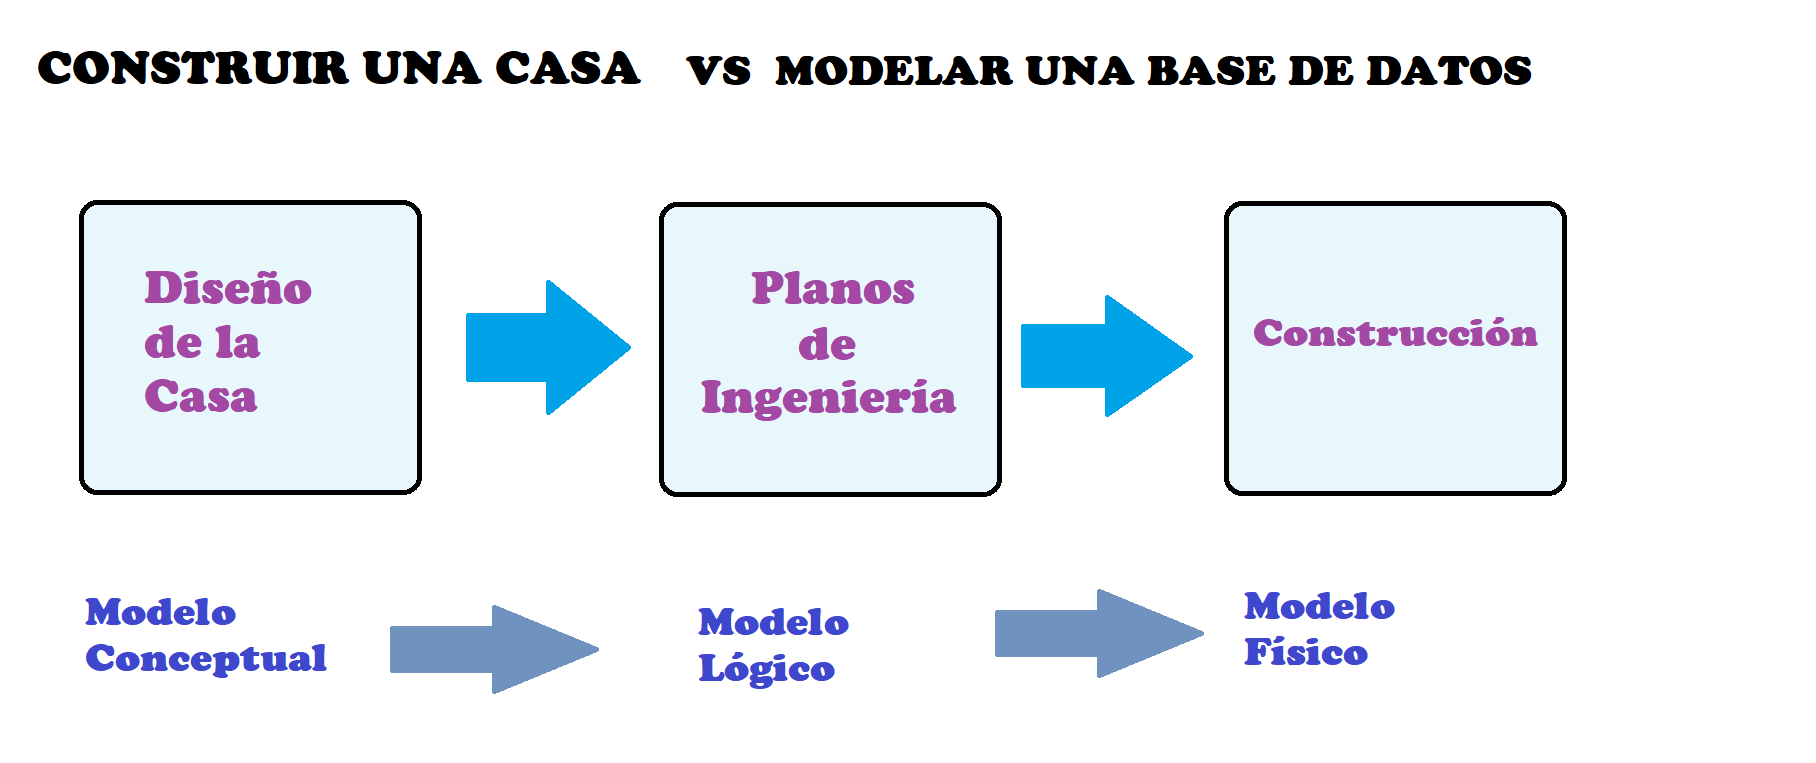 CONSTRUIR UNA CASA VS MODELAR UNA BASE DE DATOS
Diseño
de la
Casa
Planos
de
Ingeniería
Construcción
Modelo
Conceptual
Modelo
Lógico
Modelo
Físico